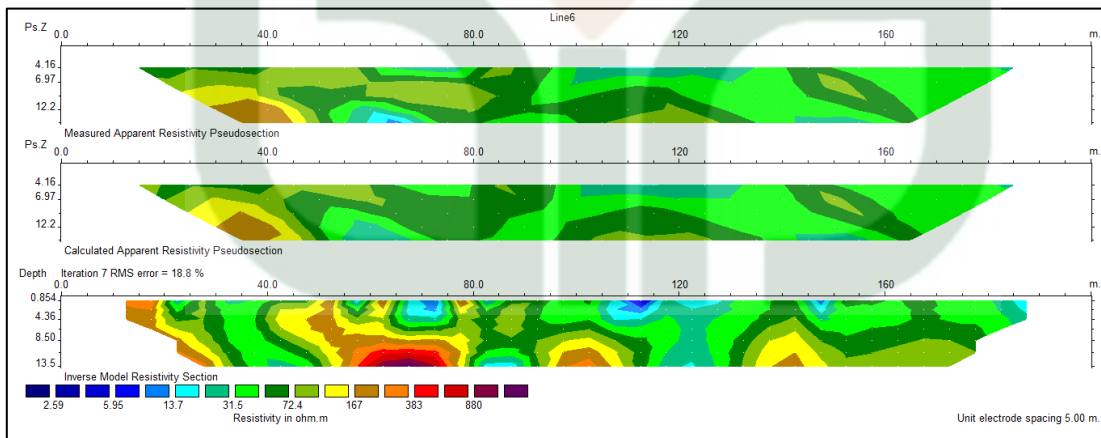 Line6
Ps.Z 0.0 40.0 80.0 120 160 m.
4.16
6.97
12.2
Measured Apparent Resistivity Pseudosection
Ps.Z 0.0 40.0 80.0 120 160 m.
4.16
6.97
12.2
Calculated Apparent Resistivity Pseudosection
Depth Iteration 7 RMS error = 18.8 %
0.0 40.0 80.0 120 160 m.
0.854
4.36
8.50
13.5
Inverse Model Resistivity Section
2.59 5.95 13.7 31.5 72.4 167 383 880
Resistivity in ohm.m
Unit electrode spacing 5.00 m.